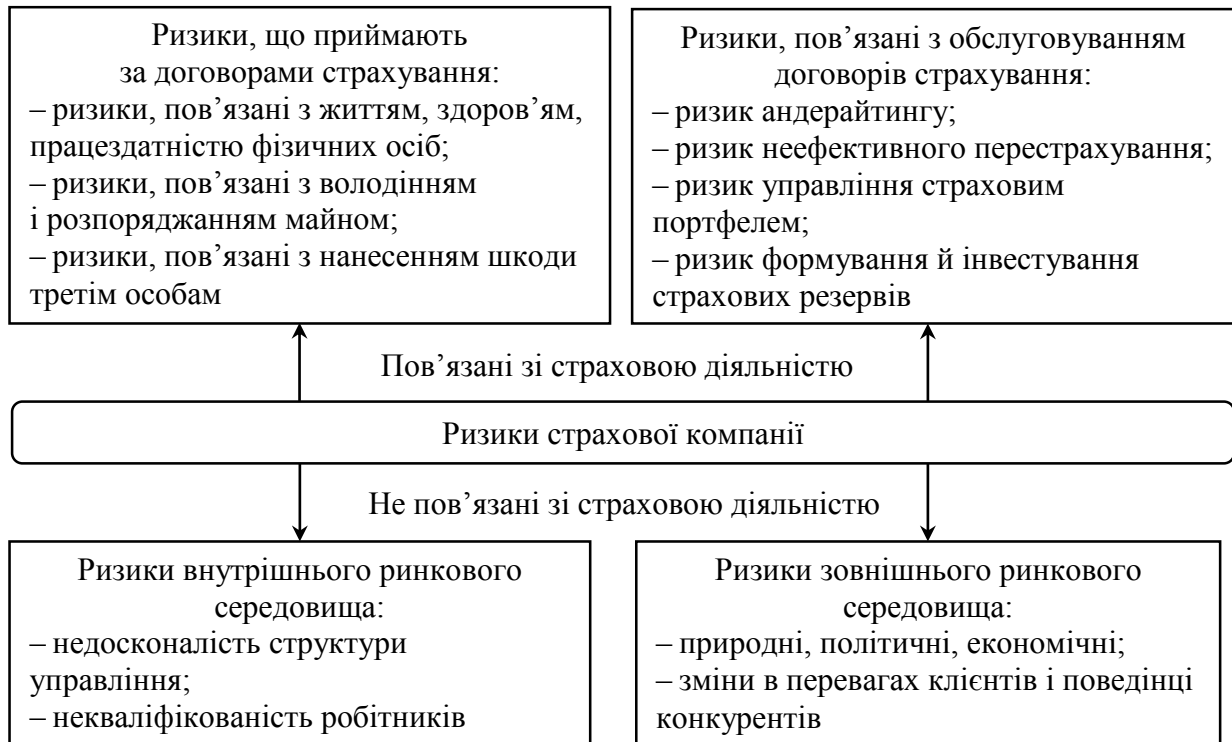 Ризики, що приймають
за договорами страхування:
– ризики, пов’язані з життям, здоров’ям,
працездатністю фізичних осіб;
– ризики, пов’язані з володінням
і розпоряджанням майном;
– ризики, пов’язані з нанесенням шкоди
третім особам
Ризики, пов’язані з обслуговуванням
договорів страхування:
– ризик андерайтингу;
– ризик неефективного перестрахування;
– ризик управління страховим
портфелем;
– ризик формування й інвестування
страхових резервів
Пов’язані зі страховою діяльністю
Ризики страхової компанії
Не пов’язані зі страховою діяльністю
Ризики внутрішнього ринкового
середовища:
– недосконалість структури
управління;
– некваліфікованість робітників
Ризики зовнішнього ринкового
середовища:
– природні, політичні, економічні;
– зміни в перевагах клієнтів і поведінці
конкурентів